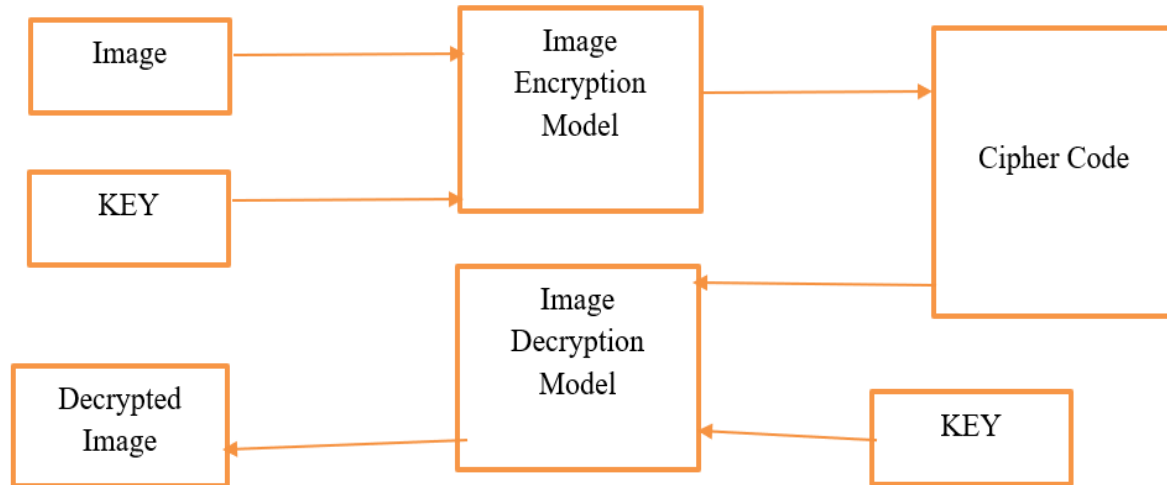 Image
Image
Encryption
Model
Cipher Code
KEY
Image
Decryption
Model
Decrypted
Image
KEY